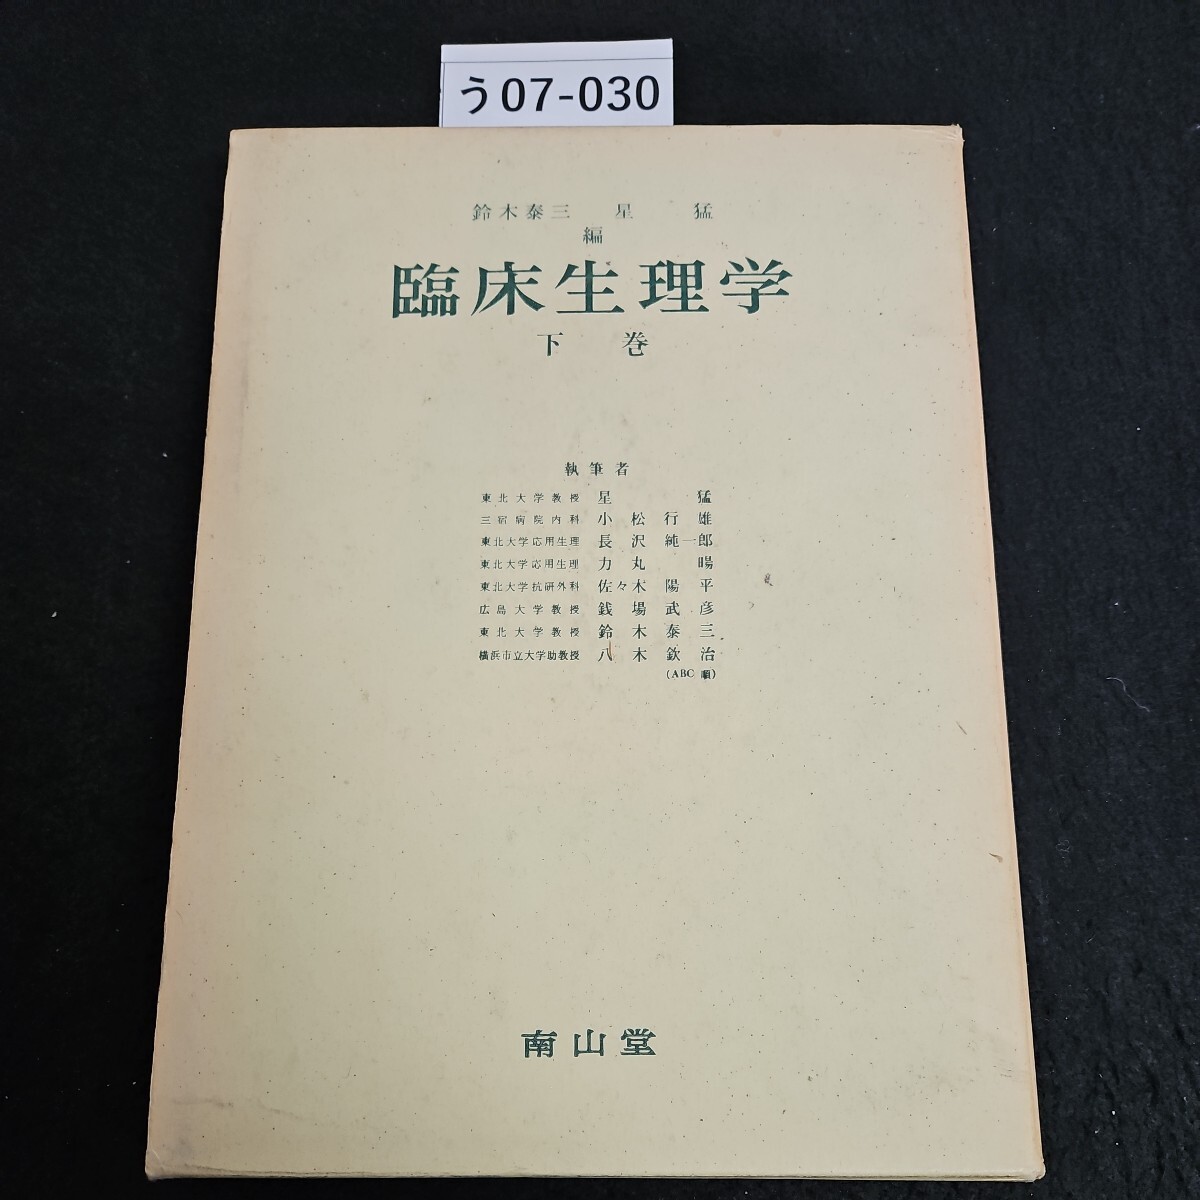 う07-030
鈴木泰三 星 猛
編
臨床生理学
下 巻
執筆者
東北大学教授 星 猛
三宿病院内科 小松行雄
東北大学応用生理 長沢純一郎
東北大学応用生理 力丸暘
東北大学抗研外科 佐々木陽平
広島大学教授 銭場武彦
東北大学教授 鈴木泰三
横浜市立大学助教授 八木欽治
(ABC 順)
南山堂